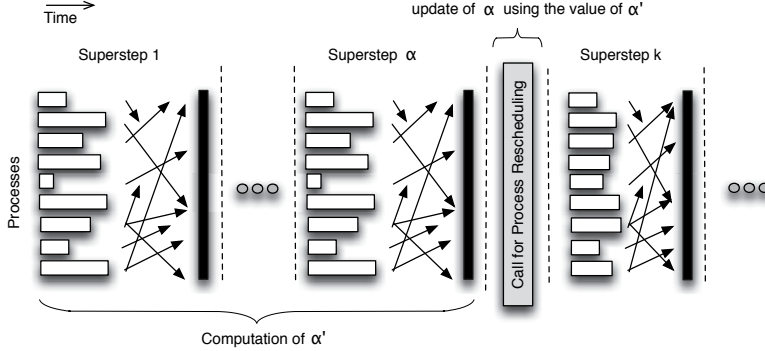 Time
update of α using the value of α'
Superstep 1
Superstep α
Superstep k
Processes
Call for Process Rescheduling
Computation of α'